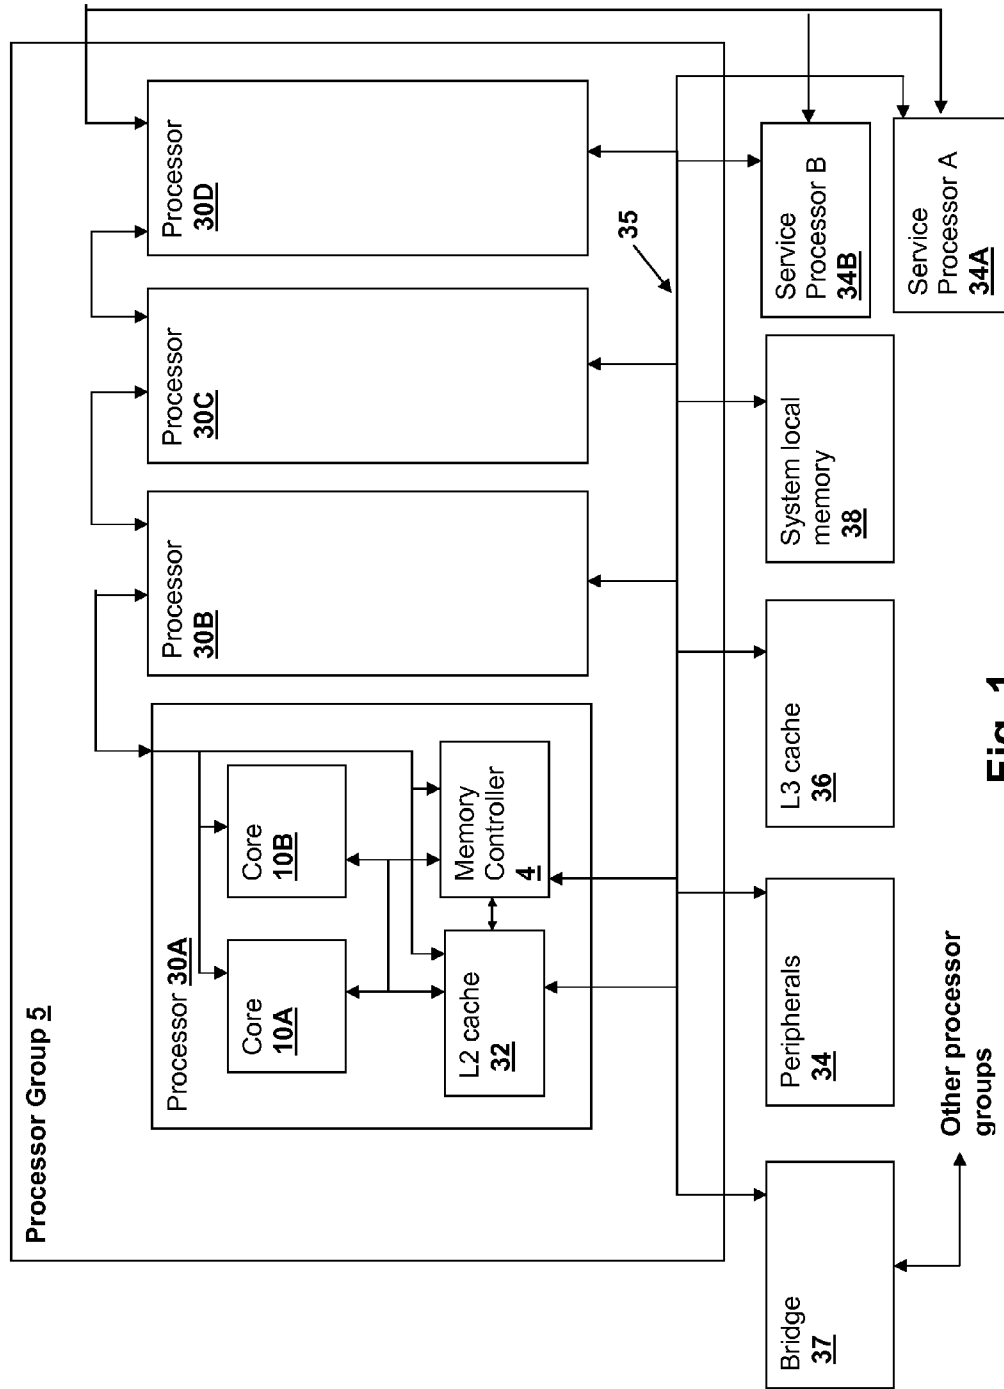 Processor Group 5
Processor 30A
Core
10A
Core
10B
L2 cache
32
Memory
Controller
4
Processor
30B
Processor
30C
Processor
30D
35
Bridge
37
Peripherals
34
L3 cache
36
System local
memory
38
Service
Processor B
34B
Service
Processor A
34A
Other processor
groups
Fig. 1